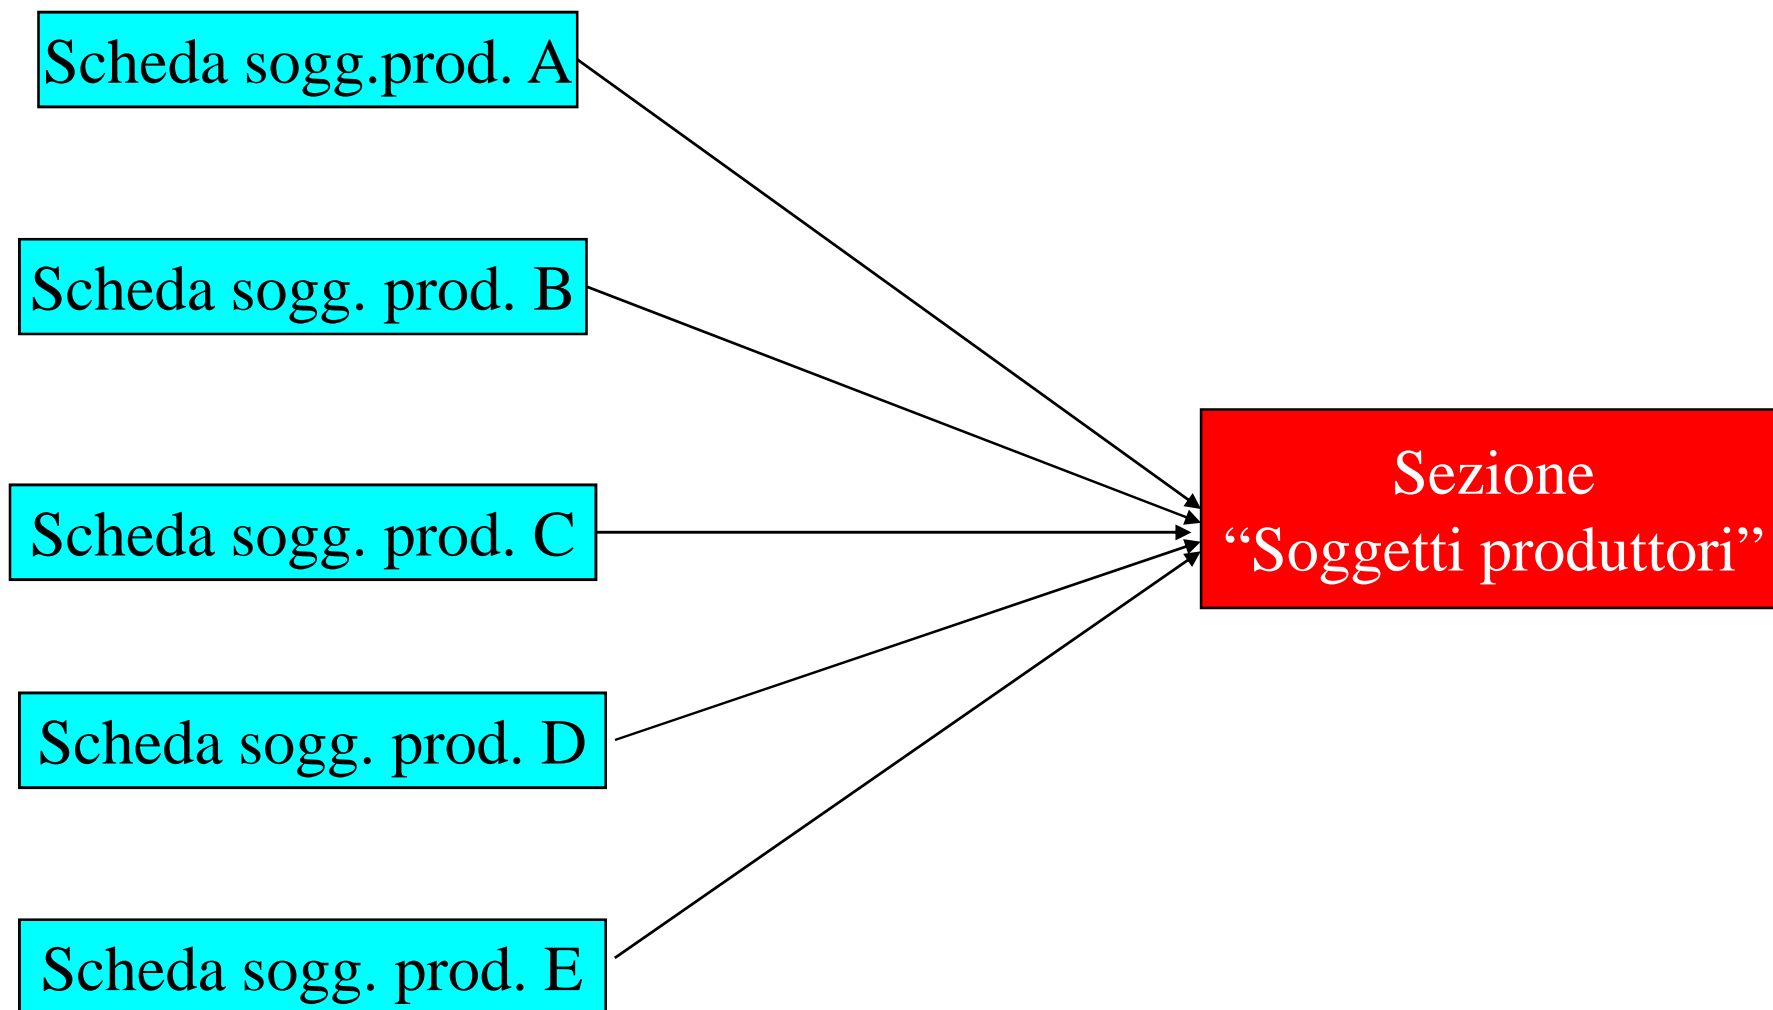 Scheda sogg.prod. A
Scheda sogg. prod. B
Scheda sogg. prod. C
Scheda sogg. prod. D
Scheda sogg. prod. E
Sezione
“Soggetti produttori”